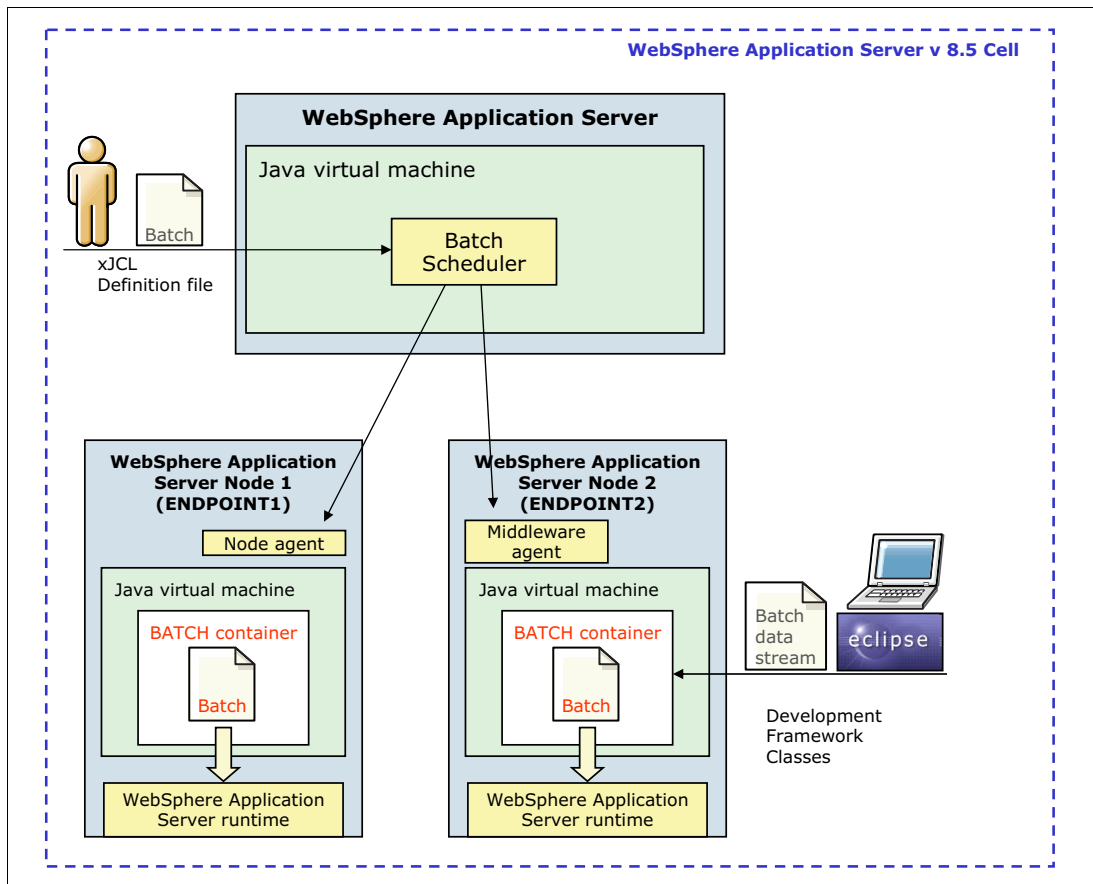 WebSphere Application Server v 8.5 Cell
WebSphere Application Server
Java virtual machine
Batch
Batch
Scheduler
xJCL
Definition file
WebSphere Application
Server Node 1
(ENDPOINT1)
Node agent
Java virtual machine
BATCH container
Batch
WebSphere Application
Server runtime
WebSphere Application
Server Node 2
(ENDPOINT2)
Middleware
agent
Java virtual machine
BATCH container
Batch
WebSphere Application
Server runtime
Batch
data
stream
eclipse
Development
Framework
Classes